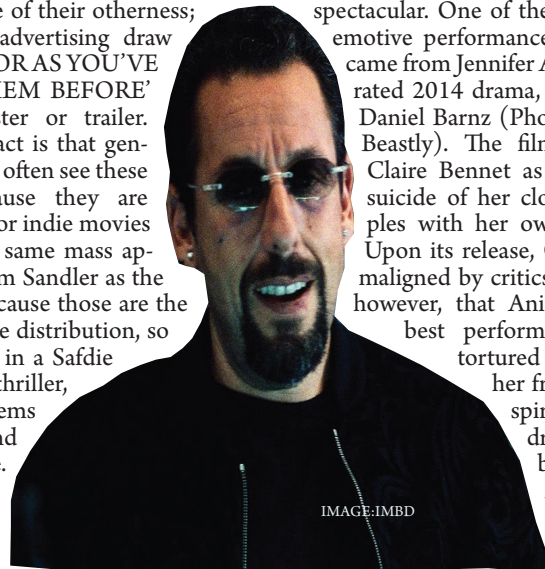 e of their otherness;
advertising draw
OR AS YOU'VE
EM BEFORE'
ter or trailer.
act is that gen-
often see these
use they are
or indie movies
same mass ap-
m Sandler as the
cause those are the
e distribution, so
in a Safdie
thriller,
ems
nd
.
spectacular. One of the
emotive performance
came from Jennifer A
rated 2014 drama,
Daniel Barnz (Pho
Beastly). The film
Claire Bennet as
suicide of her clo
ples with her ow
Upon its release, C
maligned by critics
however, that Ani
best perform
tortured
her fr
spir
dr
b
IMAGE:IMBD